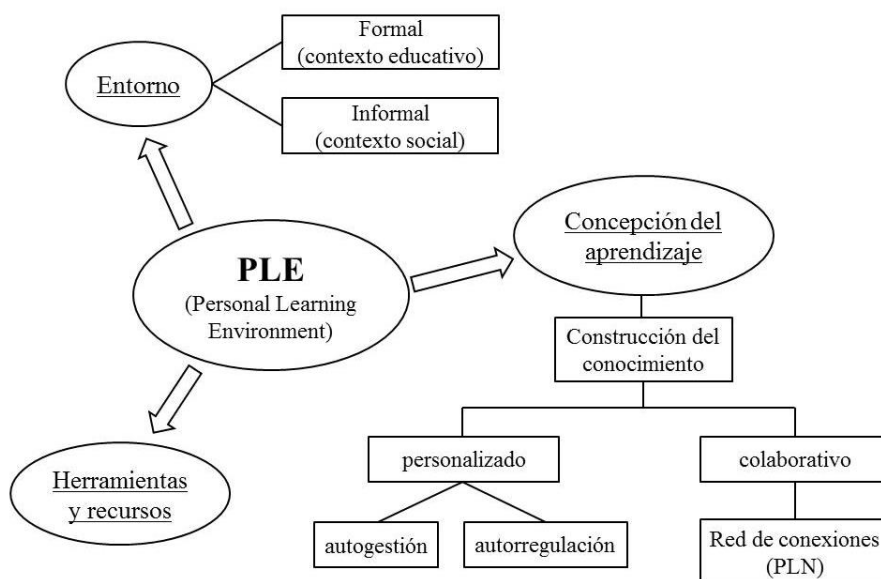 Formal
(contexto educativo)
Entorno
Informal
(contexto social)
Concepción del
aprendizaje
PLE
(Personal Learning
Environment)
Construcción del
conocimiento
Herramientas
y recursos
personalizado
colaborativo
autogestión
autorregulación
Red de conexiones
(PLN)